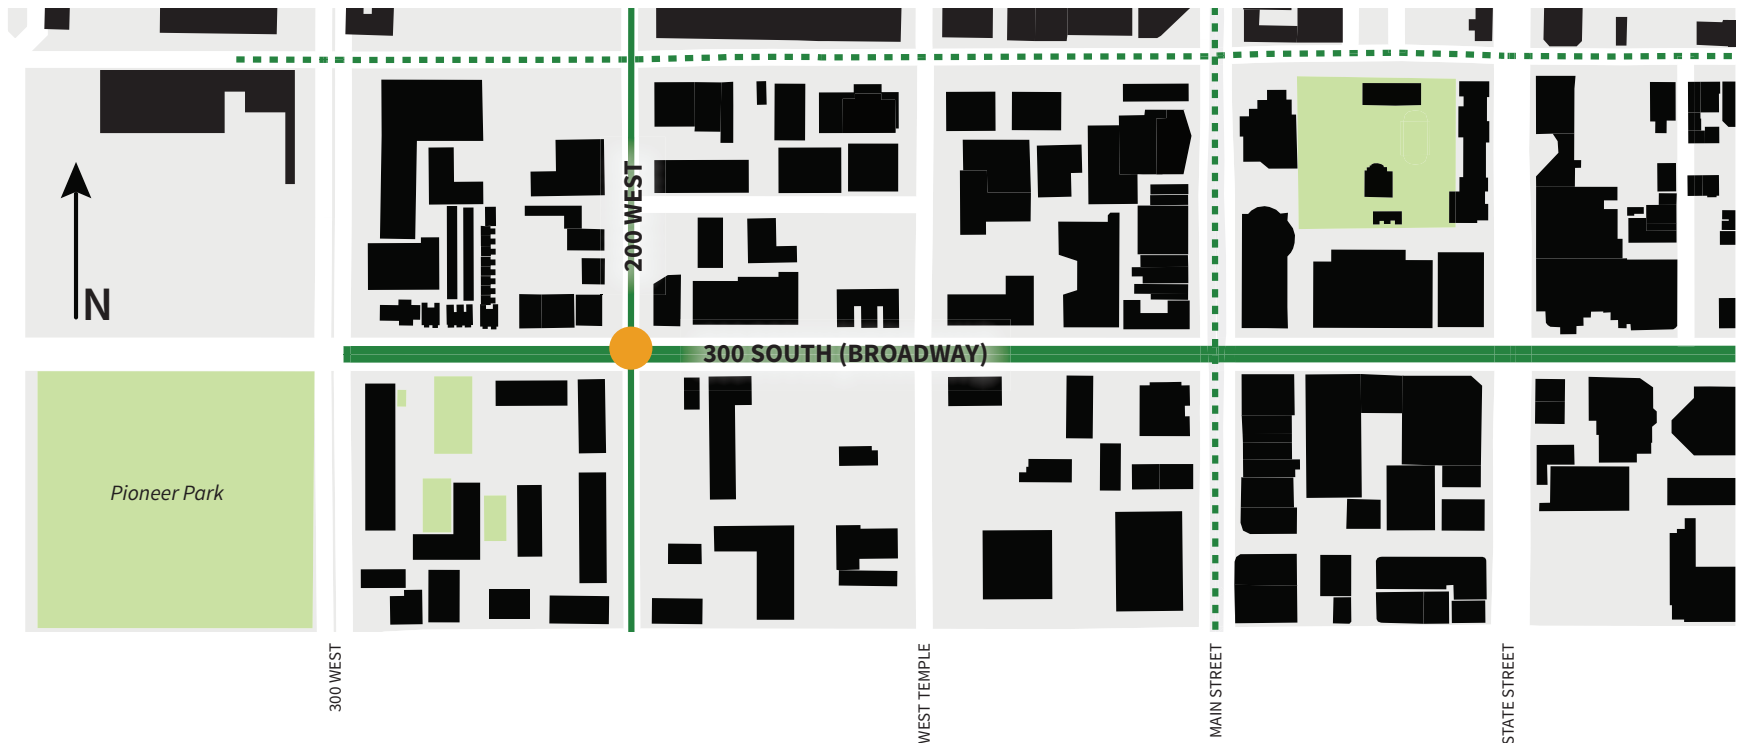 200 WEST
N
300 SOUTH (BROADWAY)
Pioneer Park
300 WEST
WEST TEMPLE
MAIN STREET
STATE STREET